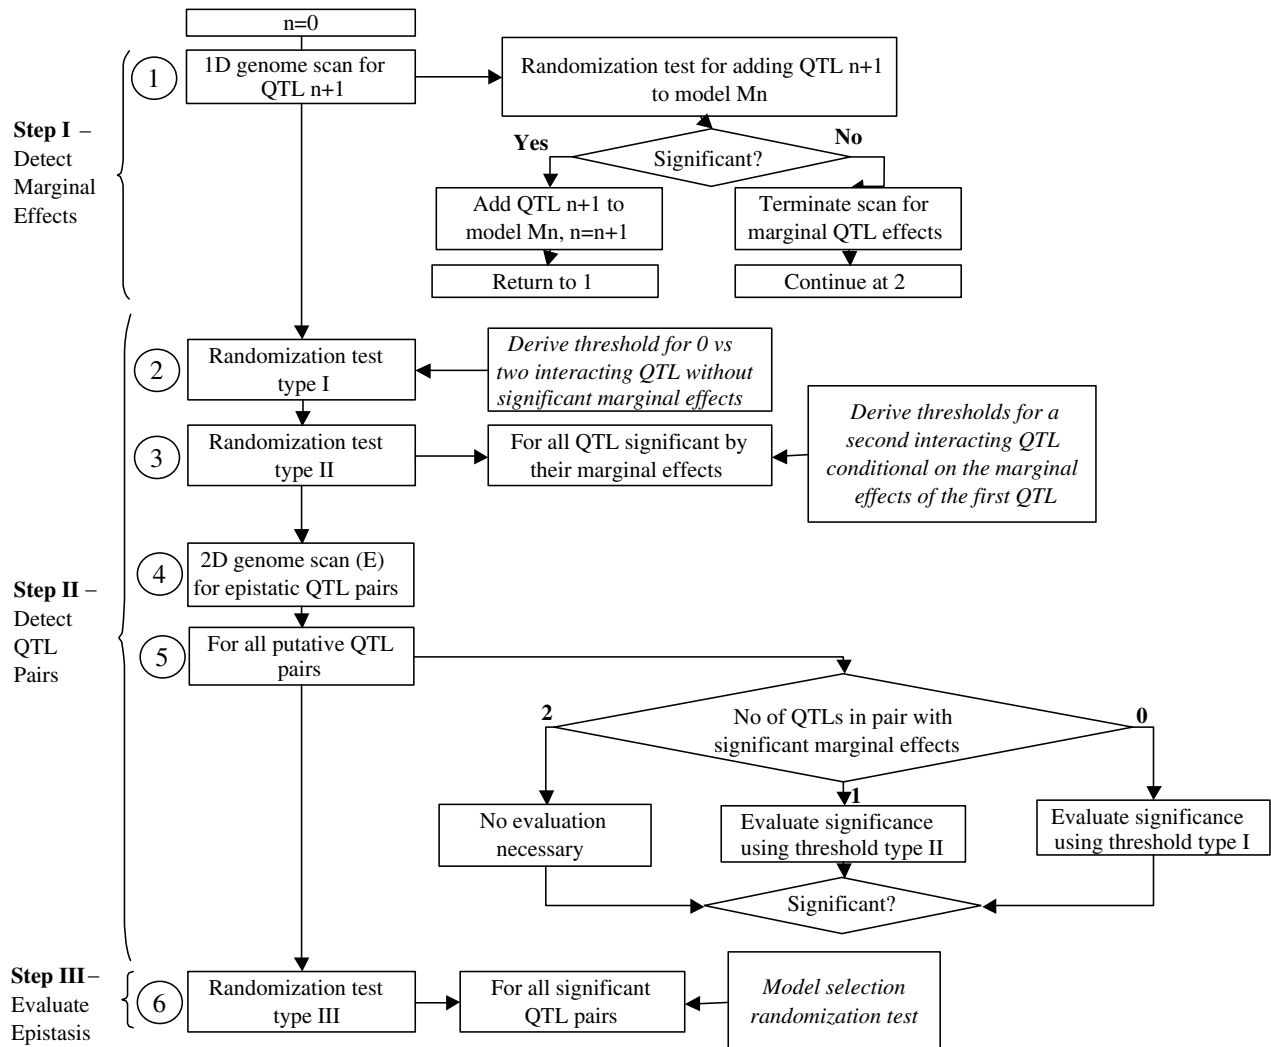 n=0
1
1D genome scan for
QTL n+1
Randomization test for adding QTL n+1
to model Mn
Step I –
Detect
Marginal
Effects
Yes
No
Significant?
Add QTL n+1 to
model Mn, n=n+1
Terminate scan for
marginal QTL effects
Return to 1
Continue at 2
2
Randomization test
type I
Derive threshold for 0 vs
two interacting QTL without
significant marginal effects
3
Randomization test
type II
For all QTL significant by
their marginal effects
Derive thresholds for a
second interacting QTL
conditional on the marginal
effects of the first QTL
4
2D genome scan (E)
for epistatic QTL pairs
Step II –
Detect
QTL
Pairs
5
For all putative QTL
pairs
No of QTLs in pair with
significant marginal effects
2
0
1
No evaluation
necessary
Evaluate significance
using threshold type II
Evaluate significance
using threshold type I
Significant?
Step III –
Evaluate
Epistasis
6
Randomization test
type III
For all significant
QTL pairs
Model selection
randomization test